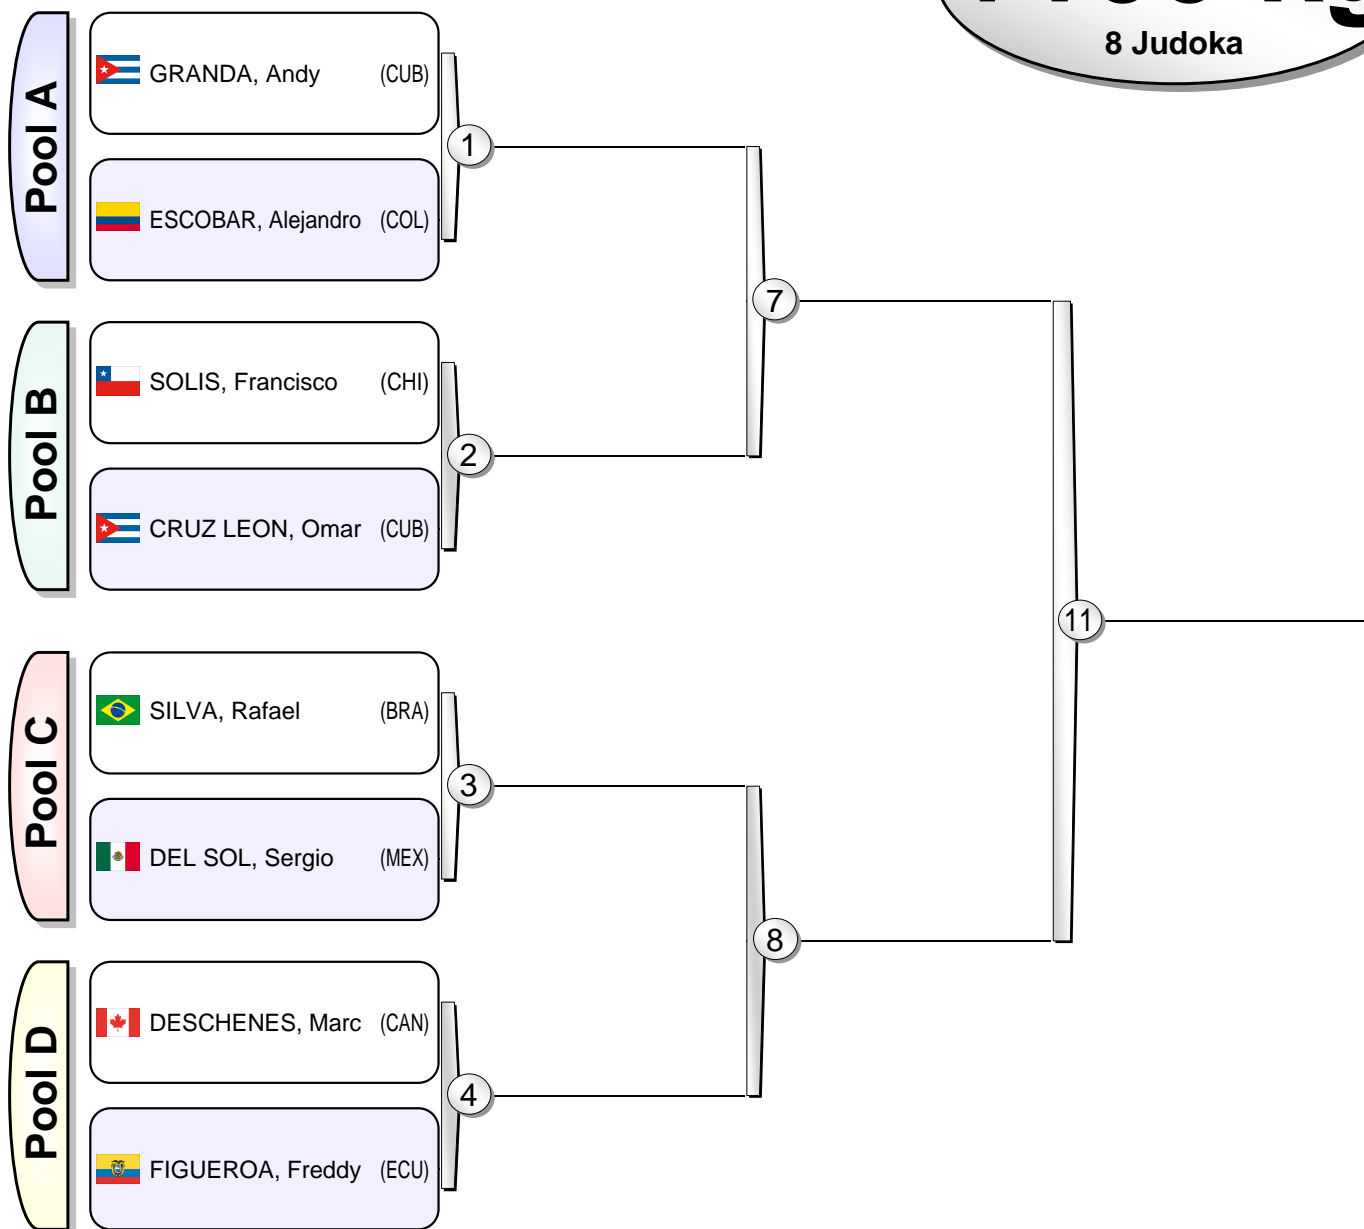 8 Judoka
Pool A
GRANDA, Andy (CUB)
1
ESCOBAR, Alejandro (COL)
7
Pool B
SOLIS, Francisco (CHI)
2
CRUZ LEON, Omar (CUB)
11
Pool C
SILVA, Rafael (BRA)
3
DEL SOL, Sergio (MEX)
8
Pool D
DESCHENES, Marc (CAN)
4
FIGUEROA, Freddy (ECU)